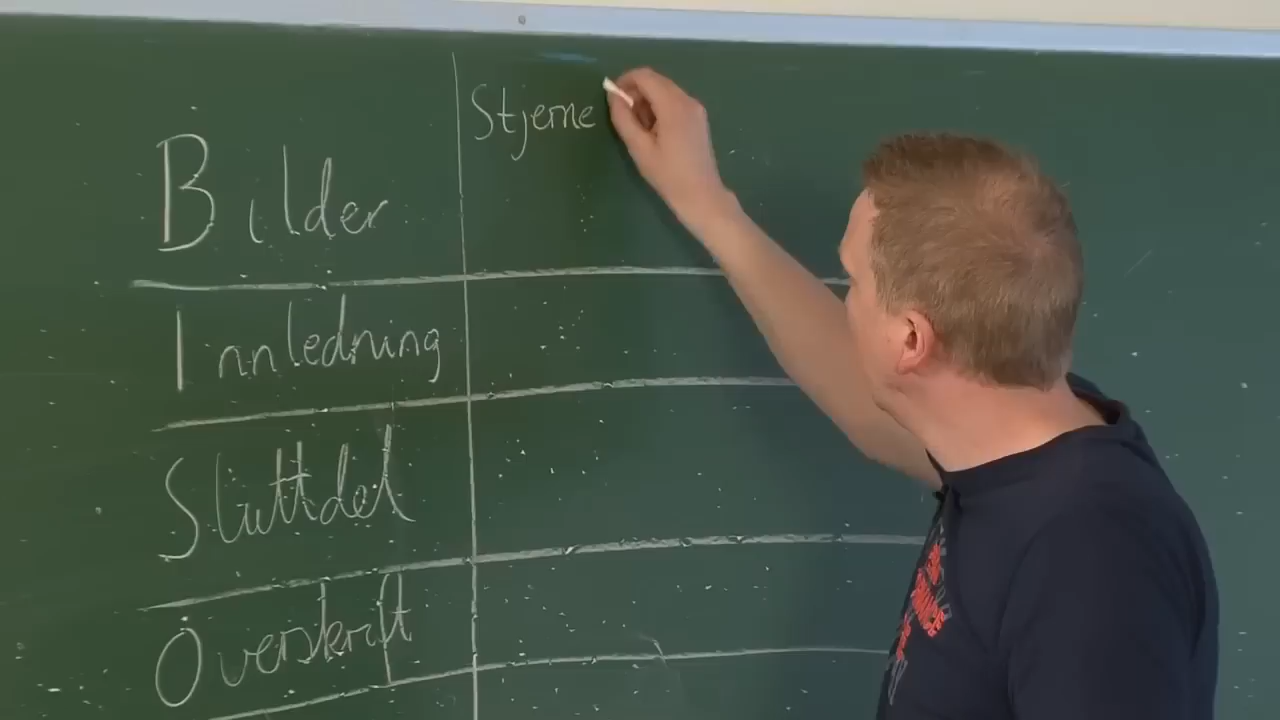 Bilder
Stjerne
Innledning
Sluttdel
Overskrift